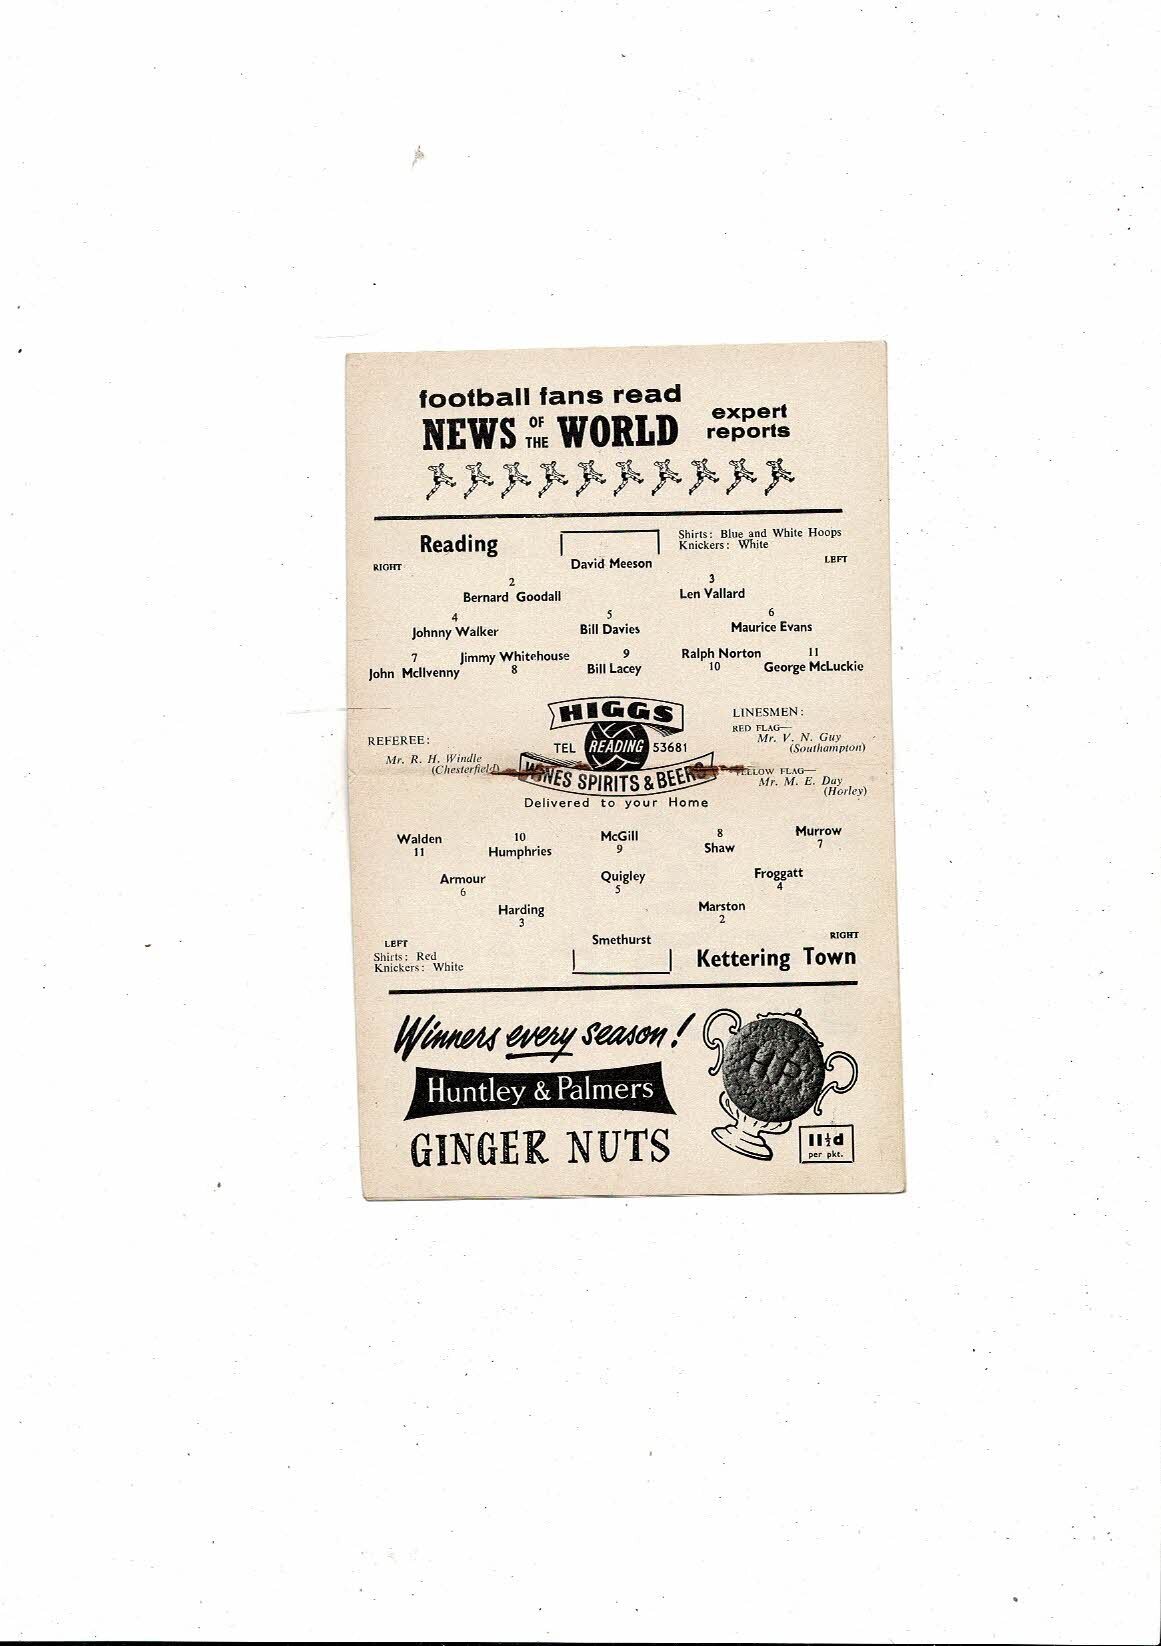 football fans read
NEWS OF THE WORLD
expert
reports
Reading
Shirts: Blue and White Hoops
Knickers: White
RIGHT
David Meeson
LEFT
2
3
Bernard Goodall
Len Vallard
4
5
6
Johnny Walker
Bill Davies
Maurice Evans
7
Jimmy Whitehouse
9
Ralph Norton
11
John McIlvenny
8
Bill Lacey
10
George McLuckie
HIGGS
TEL READING 53681
WINES SPIRITS & BEERS
Delivered to your Home
REFEREE:
Mr. R. H. Windle
(Chesterfield)
LINESMEN:
RED FLAG—
Mr. V. N. Guy
(Southampton)
YELLOW FLAG—
Mr. M. E. Day
(Horley)
Walden
10
McGill
8
Murrow
11
Humphries
9
Shaw
7
Armour
Quigley
Froggatt
6
5
4
Harding
Marston
3
2
LEFT
Smethurst
RIGHT
Shirts: Red
Knickers: White
Kettering Town
Winners every season!
Huntley & Palmers
GINGER NUTS
HP
11½d
per pkt.